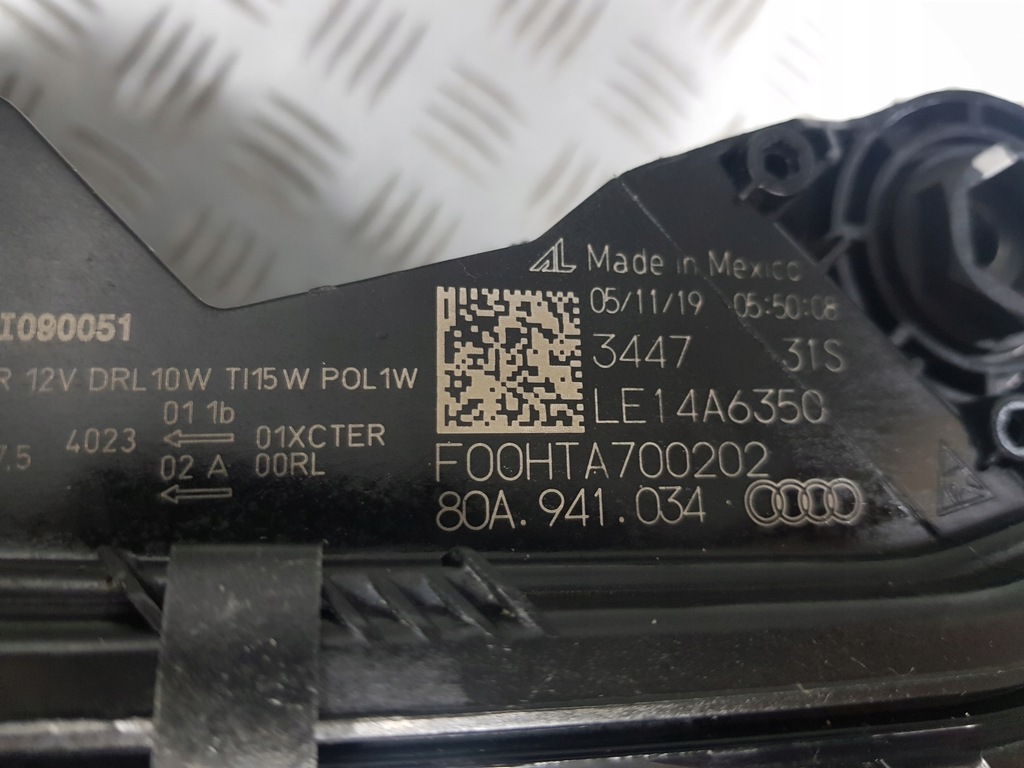 Made in Mexico
05/11/19 05:50:08
3447 31S
LE14A6350
F00HTA700202
80A.941.034
I090051
R 12V DRL10W TI15W POL1W
01 1b
7.5 4023 01XCTER
02 A 00RL